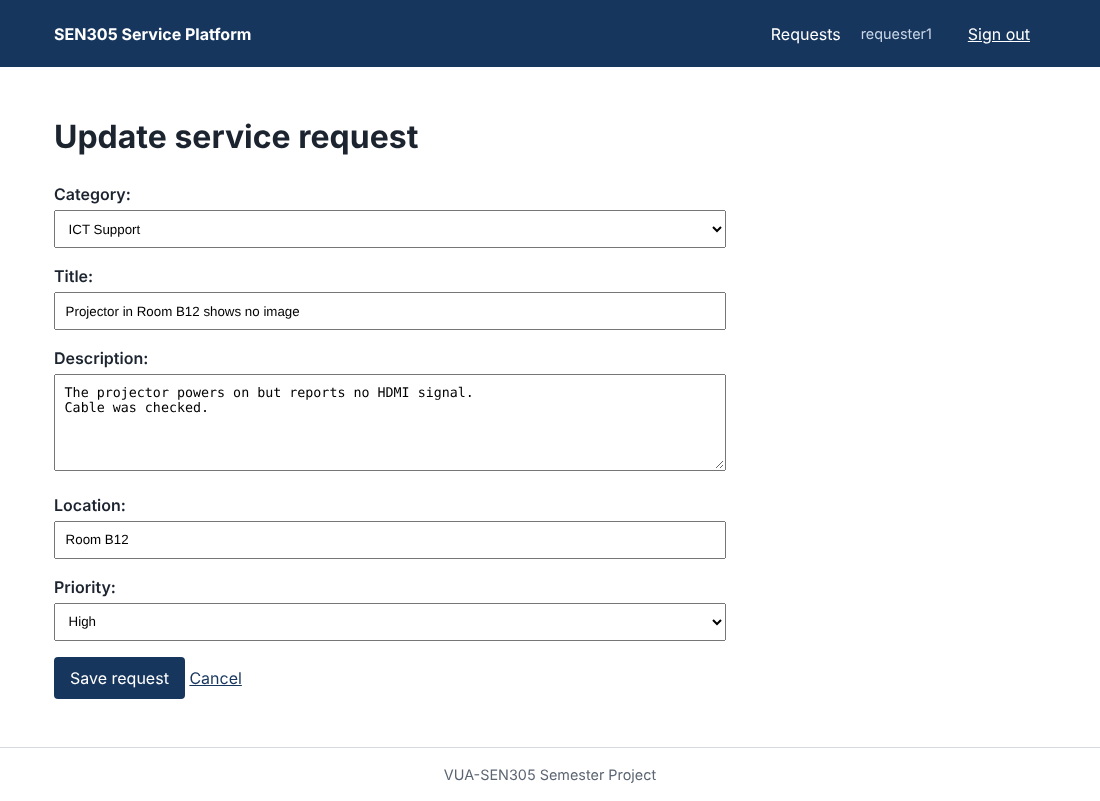 SEN305 Service Platform
Requests requester1 Sign out
Update service request
Category:
ICT Support
Title:
Projector in Room B12 shows no image
Description:
The projector powers on but reports no HDMI signal.
Cable was checked.
Location:
Room B12
Priority:
High
Save request Cancel
VUA-SEN305 Semester Project